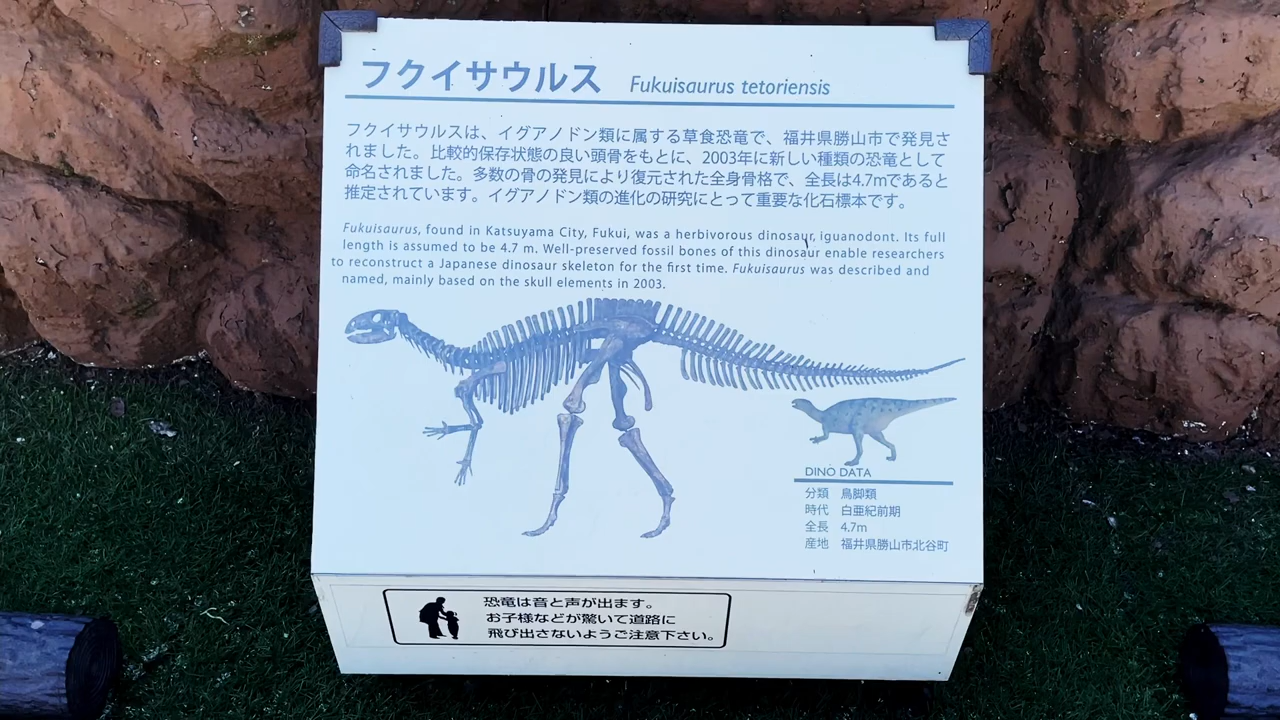 フクイサウルス Fukuisaurus tetoriensis
フクイサウルスは、イグアノドン類に属する草食恐竜で、福井県勝山市で発見さ
れました。比較的保存状態の良い頭骨をもとに、2003年に新しい種類の恐竜として
命名されました。多数の骨の発見により復元された全身骨格で、全長は4.7mであると
推定されています。イグアノドン類の進化の研究にとって重要な化石標本です。
Fukuisaurus, found in Katsuyama City, Fukui, was a herbivorous dinosaur, iguanodont. Its full
length is assumed to be 4.7 m. Well-preserved fossil bones of this dinosaur enable researchers
to reconstruct a Japanese dinosaur skeleton for the first time. Fukuisaurus was described and
named, mainly based on the skull elements in 2003.
DINO DATA
分類 鳥脚類
時代 白亜紀前期
全長 4.7m
産地 福井県勝山市北谷町
恐竜は音と声が出ます。
お子様などが驚いて道路に
飛び出さないようご注意下さい。